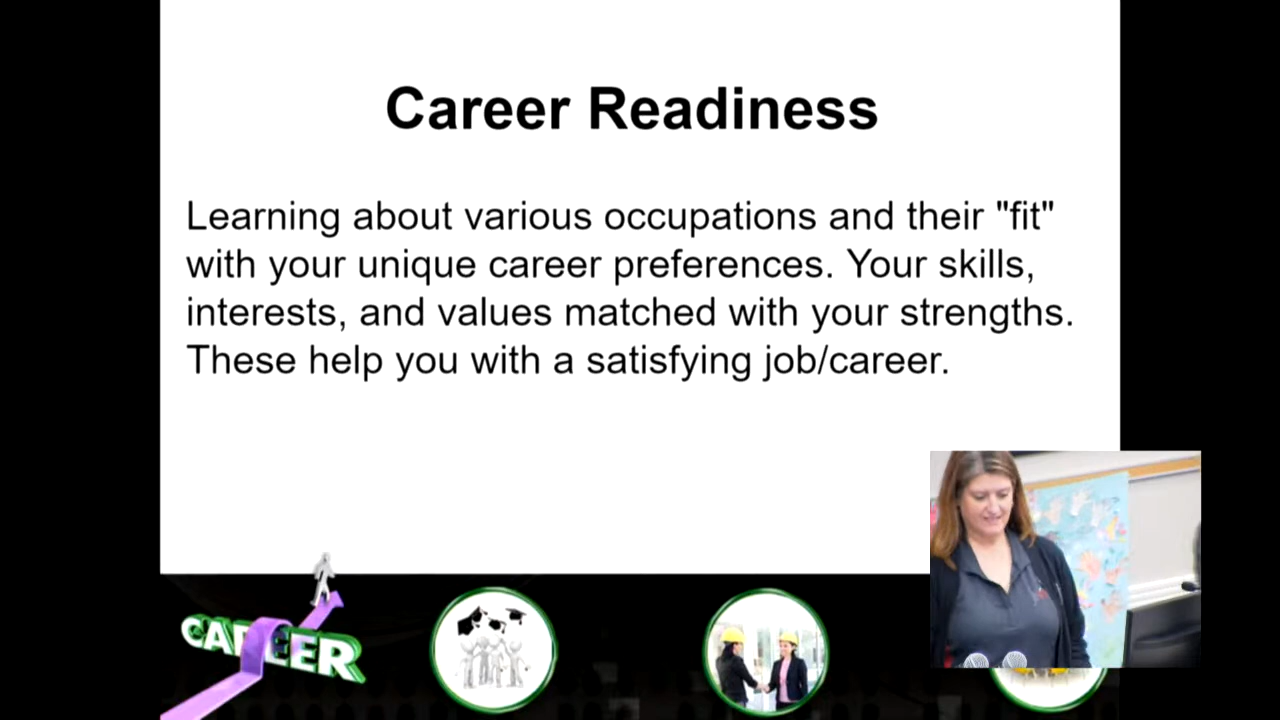 Career Readiness
Learning about various occupations and their "fit"
with your unique career preferences. Your skills,
interests, and values matched with your strengths.
These help you with a satisfying job/career.
CAREER